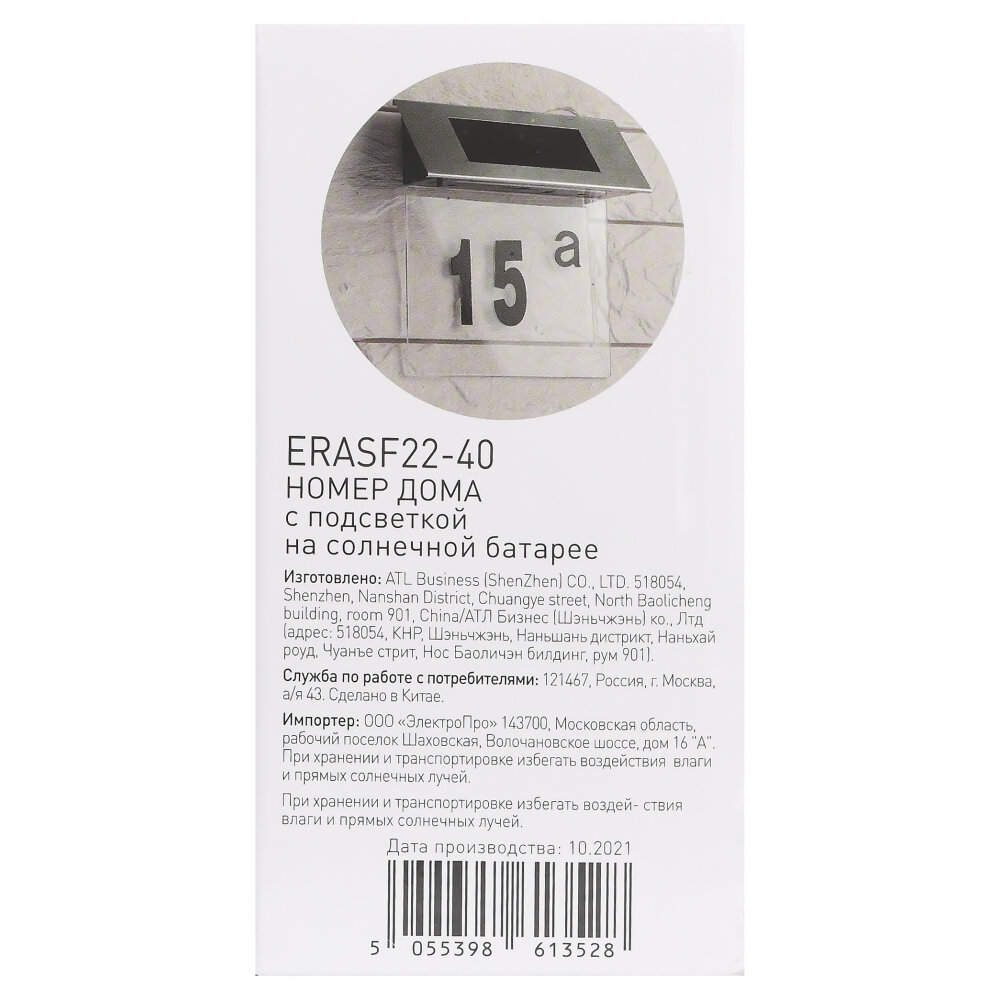 15 а
ERASF22-40
НОМЕР ДОМА
с подсветкой
на солнечной батарее
Изготовлено: ATL Business (ShenZhen) CO., LTD. 518054,
Shenzhen, Nanshan District, Chuangye street, North Baolicheng
building, room 901, China/АТЛ Бизнес (Шэньчжэнь) ко., Лтд
(адрес: 518054, КНР, Шэньчжэнь, Наньшань дистрикт, Наньхай
роуд, Чуанъе стрит, Нос Баоличэн билдинг, рум 901).
Служба по работе с потребителями: 121467, Россия, г. Москва,
а/я 43. Сделано в Китае.
Импортер: ООО «ЭлектроПро» 143700, Московская область,
рабочий поселок Шаховская, Волочановское шоссе, дом 16 "А".
При хранении и транспортировке избегать воздействия влаги
и прямых солнечных лучей.
При хранении и транспортировке избегать воздей- ствия
влаги и прямых солнечных лучей.
Дата производства: 10.2021
5 055398 613528